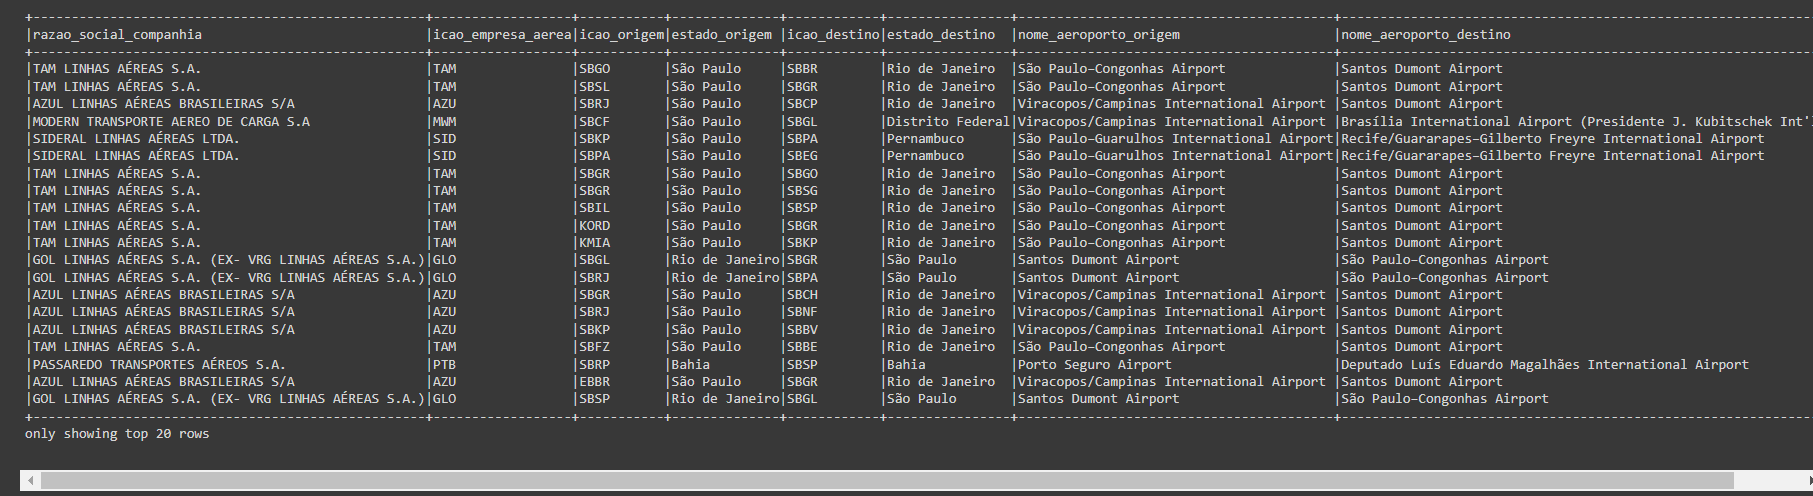 |razao_social_companhia |icao_empresa_aerea|icao_origem|estado_origem |icao_destino|estado_destino |nome_aeroporto_origem |nome_aeroporto_destino
|TAM LINHAS AÉREAS S.A. |TAM |SBGO |São Paulo |SBBR |Rio de Janeiro |São Paulo–Congonhas Airport |Santos Dumont Airport
|TAM LINHAS AÉREAS S.A. |TAM |SBSL |São Paulo |SBGR |Rio de Janeiro |São Paulo–Congonhas Airport |Santos Dumont Airport
|AZUL LINHAS AÉREAS BRASILEIRAS S/A |AZU |SBRJ |São Paulo |SBCP |Rio de Janeiro |Viracopos/Campinas International Airport |Santos Dumont Airport
|MODERN TRANSPORTE AEREO DE CARGA S.A |MWM |SBCF |São Paulo |SBGL |Distrito Federal|Viracopos/Campinas International Airport |Brasília International Airport (Presidente J. Kubitschek Int'
|SIDERAL LINHAS AÉREAS LTDA. |SID |SBKP |São Paulo |SBPA |Pernambuco |São Paulo–Guarulhos International Airport|Recife/Guararapes–Gilberto Freyre International Airport
|SIDERAL LINHAS AÉREAS LTDA. |SID |SBPA |São Paulo |SBEG |Pernambuco |São Paulo–Guarulhos International Airport|Recife/Guararapes–Gilberto Freyre International Airport
|TAM LINHAS AÉREAS S.A. |TAM |SBGR |São Paulo |SBGO |Rio de Janeiro |São Paulo–Congonhas Airport |Santos Dumont Airport
|TAM LINHAS AÉREAS S.A. |TAM |SBGR |São Paulo |SBSG |Rio de Janeiro |São Paulo–Congonhas Airport |Santos Dumont Airport
|TAM LINHAS AÉREAS S.A. |TAM |SBIL |São Paulo |SBSP |Rio de Janeiro |São Paulo–Congonhas Airport |Santos Dumont Airport
|TAM LINHAS AÉREAS S.A. |TAM |KORD |São Paulo |SBGR |Rio de Janeiro |São Paulo–Congonhas Airport |Santos Dumont Airport
|TAM LINHAS AÉREAS S.A. |TAM |KMIA |São Paulo |SBKP |Rio de Janeiro |São Paulo–Congonhas Airport |Santos Dumont Airport
|GOL LINHAS AÉREAS S.A. (EX- VRG LINHAS AÉREAS S.A.)|GLO |SBGL |Rio de Janeiro|SBGR |São Paulo |Santos Dumont Airport |São Paulo–Congonhas Airport
|GOL LINHAS AÉREAS S.A. (EX- VRG LINHAS AÉREAS S.A.)|GLO |SBRJ |Rio de Janeiro|SBPA |São Paulo |Santos Dumont Airport |São Paulo–Congonhas Airport
|AZUL LINHAS AÉREAS BRASILEIRAS S/A |AZU |SBGR |São Paulo |SBCH |Rio de Janeiro |Viracopos/Campinas International Airport |Santos Dumont Airport
|AZUL LINHAS AÉREAS BRASILEIRAS S/A |AZU |SBRJ |São Paulo |SBNF |Rio de Janeiro |Viracopos/Campinas International Airport |Santos Dumont Airport
|AZUL LINHAS AÉREAS BRASILEIRAS S/A |AZU |SBKP |São Paulo |SBBV |Rio de Janeiro |Viracopos/Campinas International Airport |Santos Dumont Airport
|TAM LINHAS AÉREAS S.A. |TAM |SBFZ |São Paulo |SBBE |Rio de Janeiro |São Paulo–Congonhas Airport |Santos Dumont Airport
|PASSAREDO TRANSPORTES AÉREOS S.A. |PTB |SBRP |Bahia |SBSP |Bahia |Porto Seguro Airport |Deputado Luís Eduardo Magalhães International Airport
|AZUL LINHAS AÉREAS BRASILEIRAS S/A |AZU |EBBR |São Paulo |SBGR |Rio de Janeiro |Viracopos/Campinas International Airport |Santos Dumont Airport
|GOL LINHAS AÉREAS S.A. (EX- VRG LINHAS AÉREAS S.A.)|GLO |SBSP |Rio de Janeiro|SBGL |São Paulo |Santos Dumont Airport |São Paulo–Congonhas Airport
only showing top 20 rows